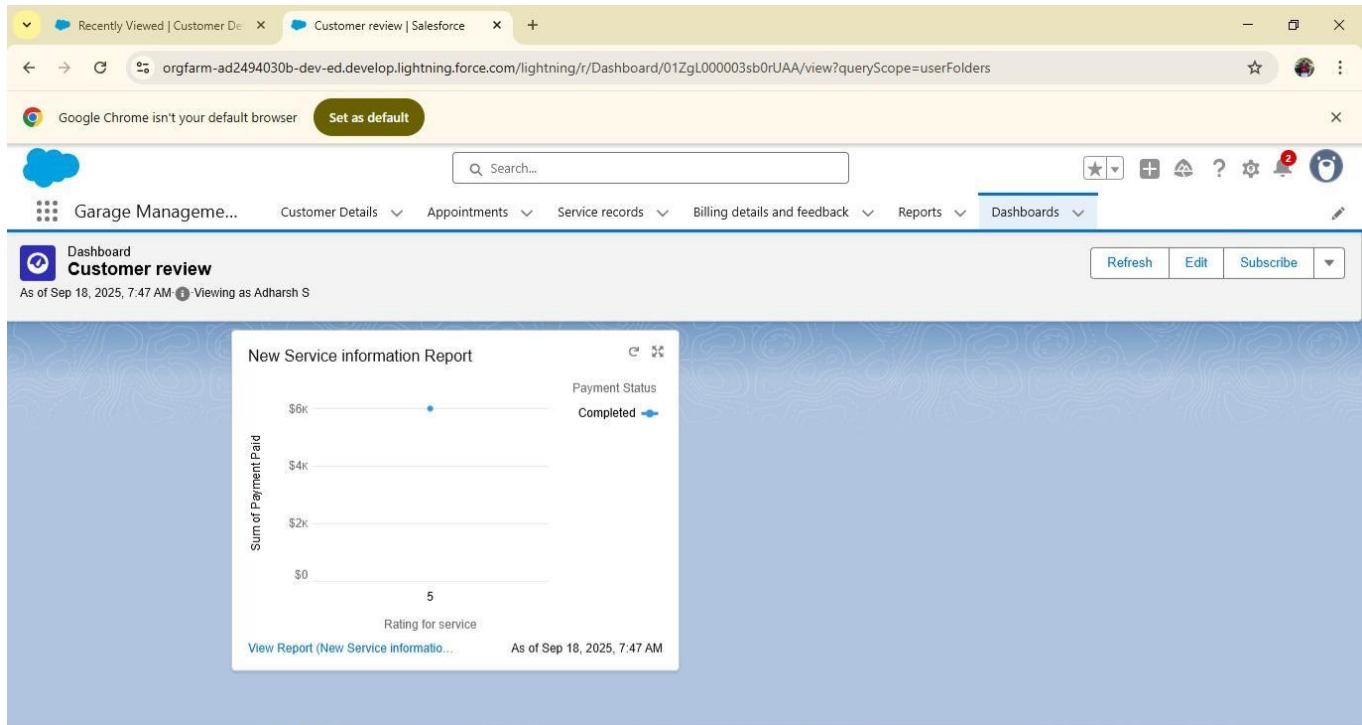 Recently Viewed | Customer De
Customer review | Salesforce
orgfarm-ad2494030b-dev-ed.develop.lightning.force.com/lightning/r/Dashboard/01ZgL000003sb0rUAA/view?queryScope=userFolders
Google Chrome isn't your default browser
Set as default
Search...
2
Garage Manageme...
Customer Details
Appointments
Service records
Billing details and feedback
Reports
Dashboards
Dashboard
Customer review
As of Sep 18, 2025, 7:47 AM·Viewing as Adharsh S
Refresh
Edit
Subscribe
New Service information Report
Payment Status
Completed
Sum of Payment Paid
$6K
$4K
$2K
$0
5
Rating for service
View Report (New Service informatio...
As of Sep 18, 2025, 7:47 AM